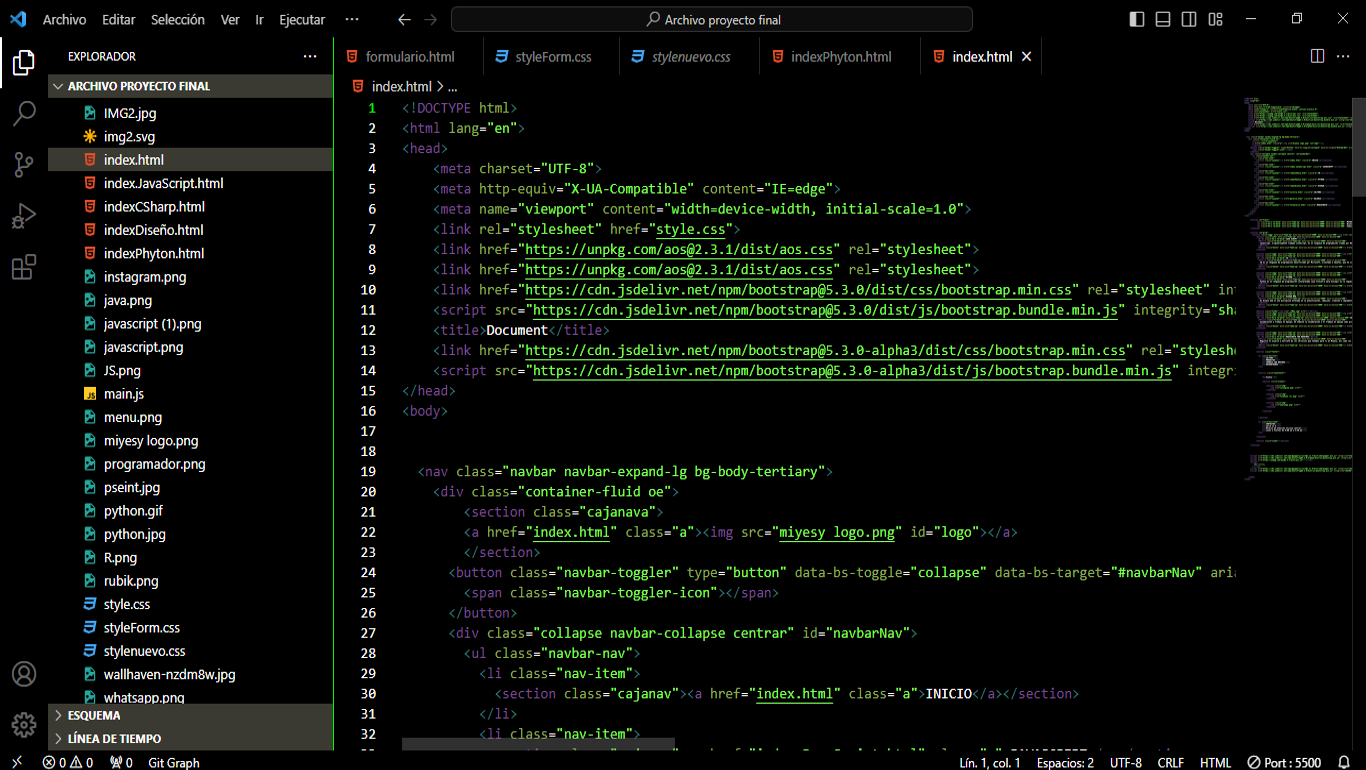 Archivo Editar Selección Ver Ir Ejecutar ··· Archivo proyecto final
EXPLORADOR ···
ARCHIVO PROYECTO FINAL
IMG2.jpg
img2.svg
index.html
index.JavaScript.html
indexCSharp.html
indexDiseño.html
indexPhyton.html
instagram.png
java.png
javascript (1).png
javascript.png
JS.png
main.js
menu.png
miyesy logo.png
programador.png
pseint.jpg
python.gif
python.jpg
R.png
rubik.png
style.css
styleForm.css
stylenuevo.css
wallhaven-nzdm8w.jpg
whatsapp.png
ESQUEMA
LÍNEA DE TIEMPO
formulario.html styleForm.css stylenuevo.css indexPhyton.html index.html
index.html > ...
1 <!DOCTYPE html>
2 <html lang="en">
3 <head>
4 <meta charset="UTF-8">
5 <meta http-equiv="X-UA-Compatible" content="IE=edge">
6 <meta name="viewport" content="width=device-width, initial-scale=1.0">
7 <link rel="stylesheet" href="style.css">
8 <link href="https://unpkg.com/aos@2.3.1/dist/aos.css" rel="stylesheet">
9 <link href="https://unpkg.com/aos@2.3.1/dist/aos.css" rel="stylesheet">
10 <link href="https://cdn.jsdelivr.net/npm/bootstrap@5.3.0/dist/css/bootstrap.min.css" rel="stylesheet" int
11 <script src="https://cdn.jsdelivr.net/npm/bootstrap@5.3.0/dist/js/bootstrap.bundle.min.js" integrity="sha
12 <title>Document</title>
13 <link href="https://cdn.jsdelivr.net/npm/bootstrap@5.3.0-alpha3/dist/css/bootstrap.min.css" rel="stylesh
14 <script src="https://cdn.jsdelivr.net/npm/bootstrap@5.3.0-alpha3/dist/js/bootstrap.bundle.min.js" integri
15 </head>
16 <body>
17
18
19 <nav class="navbar navbar-expand-lg bg-body-tertiary">
20 <div class="container-fluid oe">
21 <section class="cajanava">
22 <a href="index.html" class="a"><img src="miyesy logo.png" id="logo"></a>
23 </section>
24 <button class="navbar-toggler" type="button" data-bs-toggle="collapse" data-bs-target="#navbarNav" aria
25 <span class="navbar-toggler-icon"></span>
26 </button>
27 <div class="collapse navbar-collapse centrar" id="navbarNav">
28 <ul class="navbar-nav">
29 <li class="nav-item">
30 <section class="cajanav"><a href="index.html" class="a">INICIO</a></section>
31 </li>
32 <li class="nav-item">
0 0 0 Git Graph Lín. 1, col. 1 Espacios: 2 UTF-8 CRLF HTML Port : 5500